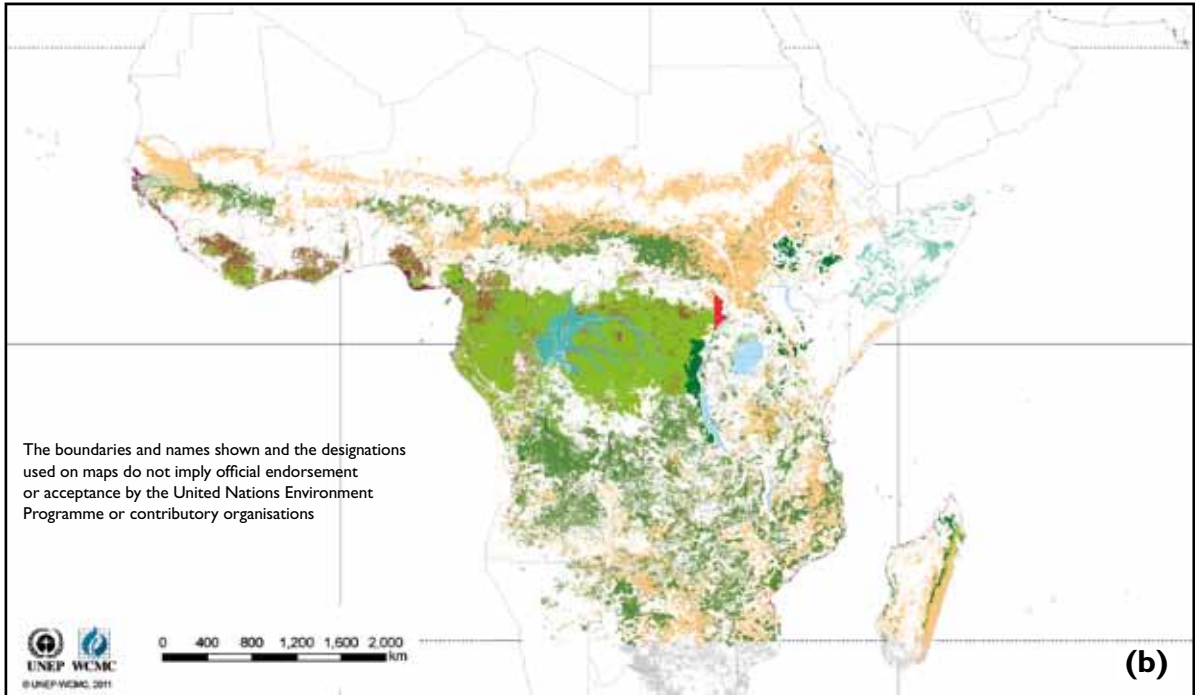 The boundaries and names shown and the designations
used on maps do not imply official endorsement
or acceptance by the United Nations Environment
Programme or contributory organisations
0 400 800 1,200 1,600 2,000
km
UNEP WCMC
© UNEP-WCMC, 2011
(b)